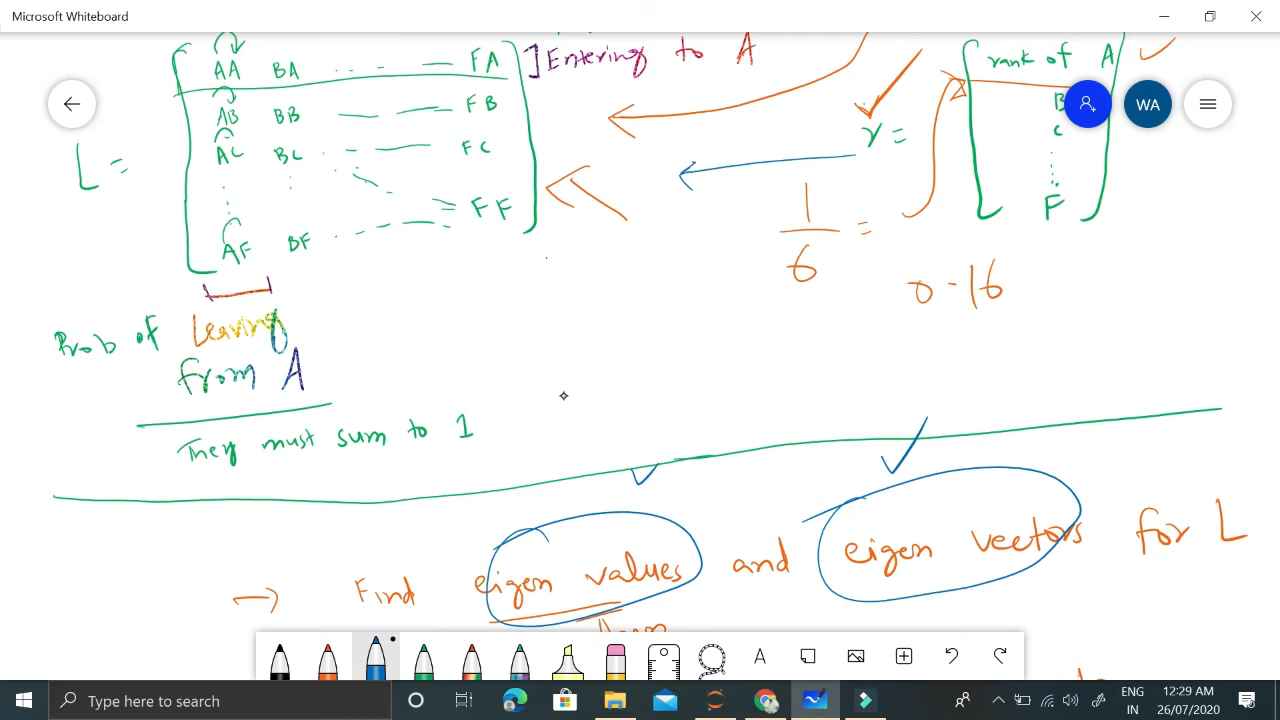 Microsoft Whiteboard
AA BA FA ] Entering to A
AB BB FB
L = AC BC FC
FF
AF BF
rank of A
r = B
C
F
WA
1
6 =
0.16
Prob of Leaving
from A
They must sum to 1
→ Find eigen values and eigen vectors for L
A
Type here to search
ENG
IN
12:29 AM
26/07/2020